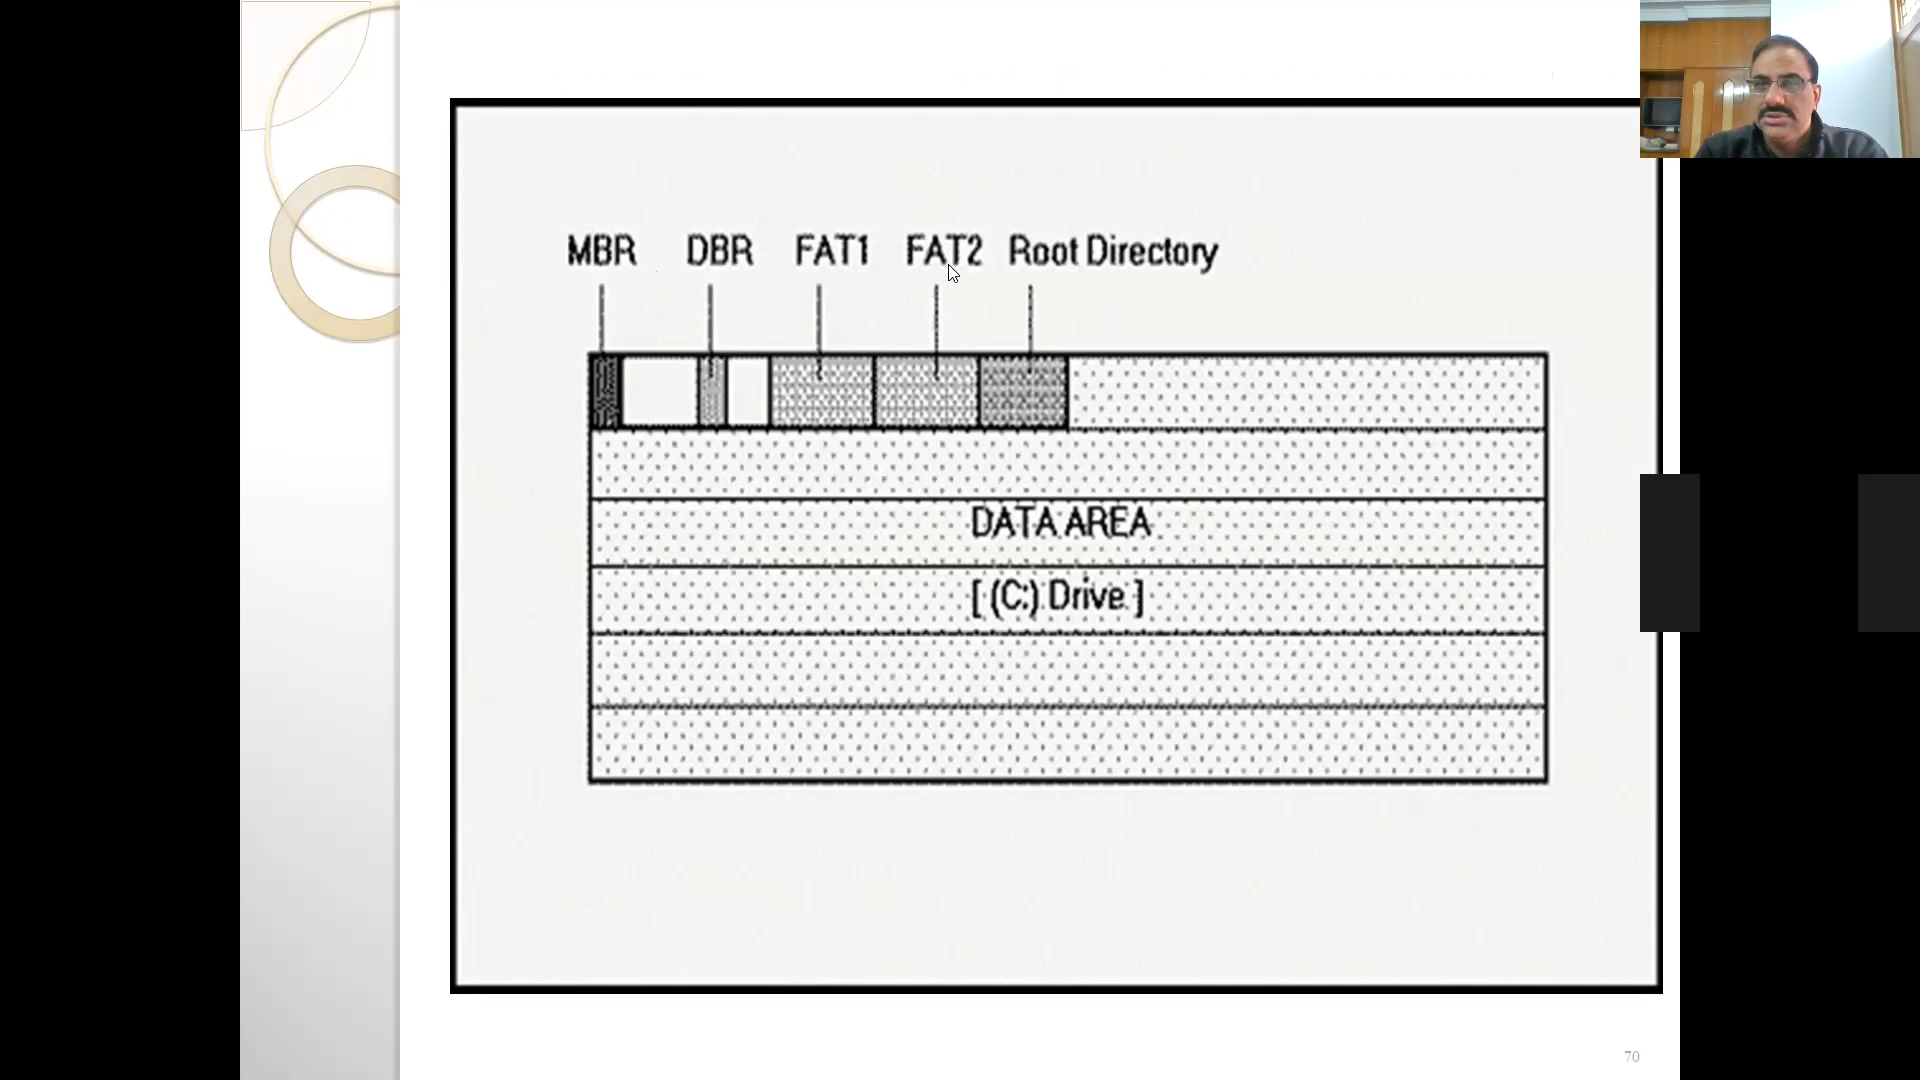 MBR DBR FAT1 FAT2 Root Directory
DATA AREA
[ (C:) Drive ]
70